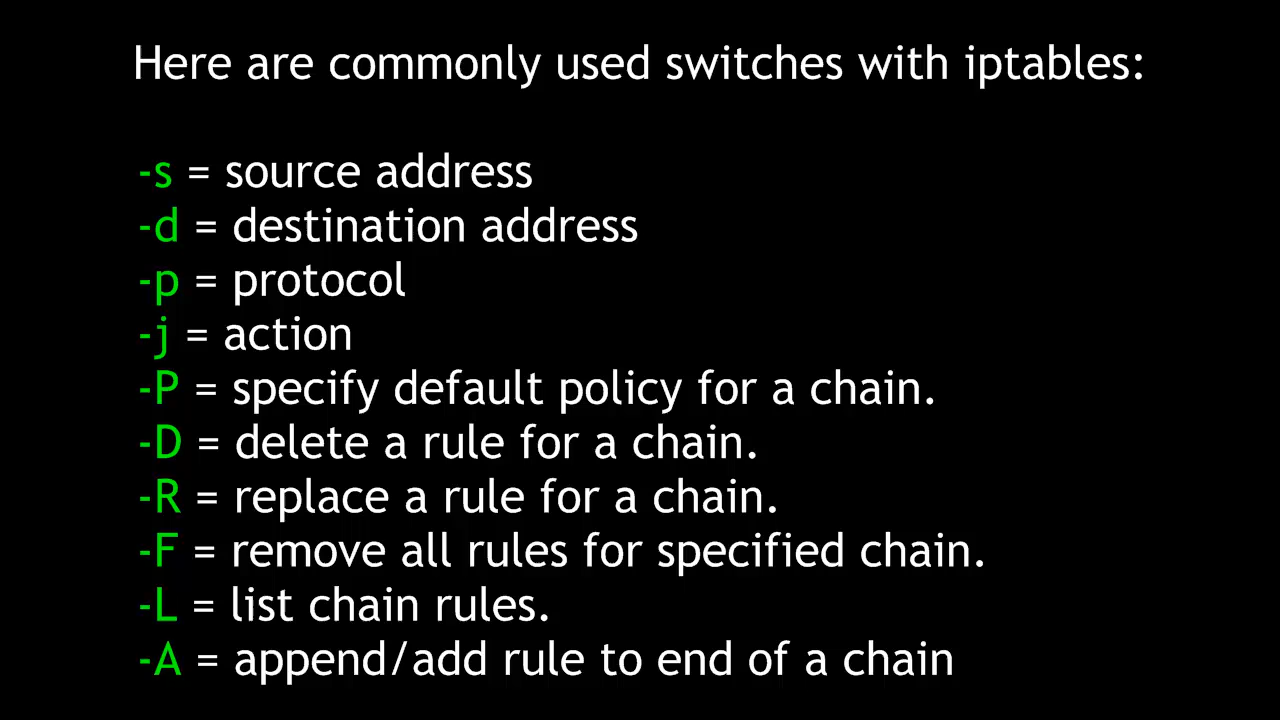 Here are commonly used switches with iptables:
-s = source address
-d = destination address
-p = protocol
-j = action
-P = specify default policy for a chain.
-D = delete a rule for a chain.
-R = replace a rule for a chain.
-F = remove all rules for specified chain.
-L = list chain rules.
-A = append/add rule to end of a chain